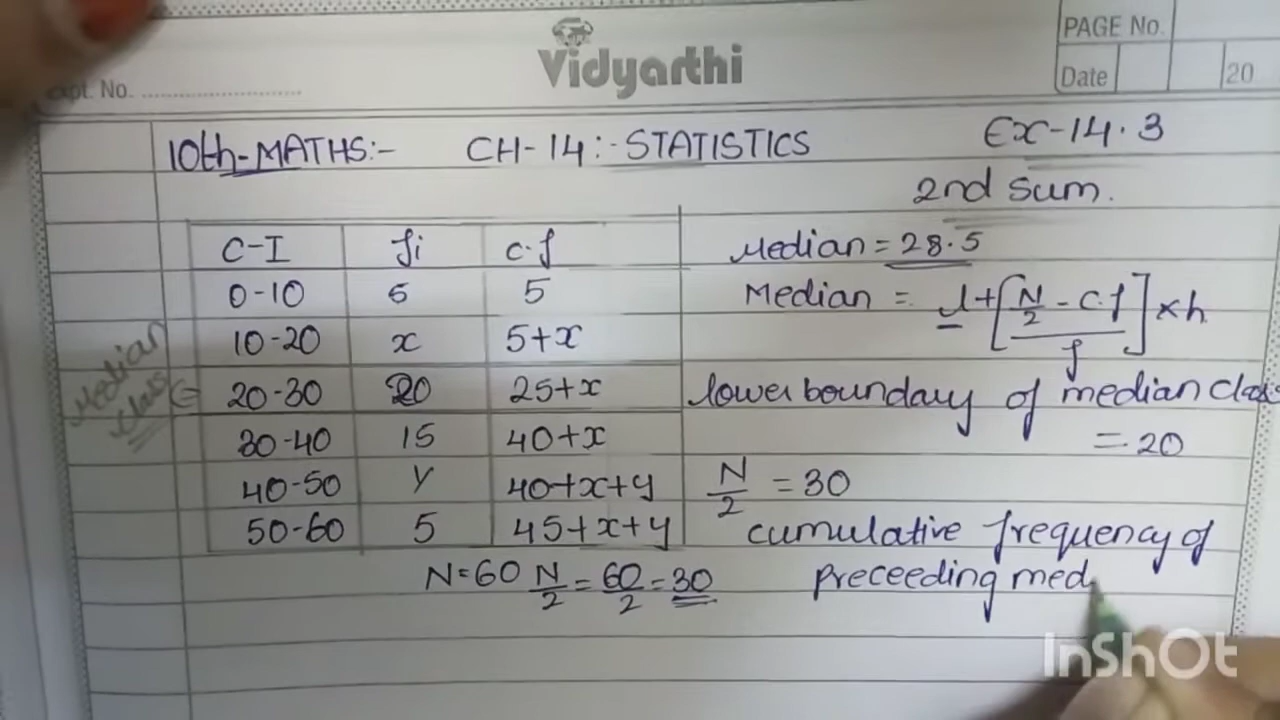 Vidyarthi
PAGE No.
Expt. No. ................................
Date 20
10th-MATHS:- CH-14:-STATISTICS Ex-14.3
2nd Sum.
C-I fi c.f
0-10 5 5
10-20 x 5+x
20-30 20 25+x
30-40 15 40+x
40-50 y 40+x+y
50-60 5 45+x+y
N=60 N/2 = 60/2 = 30
Median class
Median = 28.5
Median = l+[N/2 - c.f / f] × h
lower boundary of median class
= 20
N/2 = 30
cumulative frequency of
preceeding med
InShOt